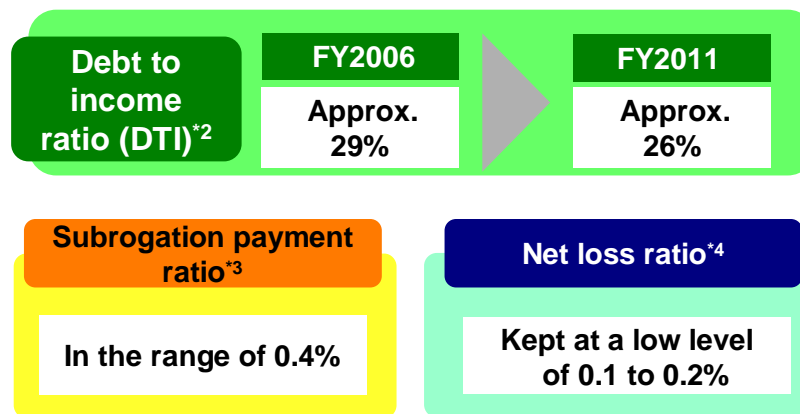 Debt to
income
ratio (DTI)*2
FY2006
FY2011
Approx.
29%
Approx.
26%
Subrogation payment
ratio*3
Net loss ratio*4
In the range of 0.4%
Kept at a low level
of 0.1 to 0.2%